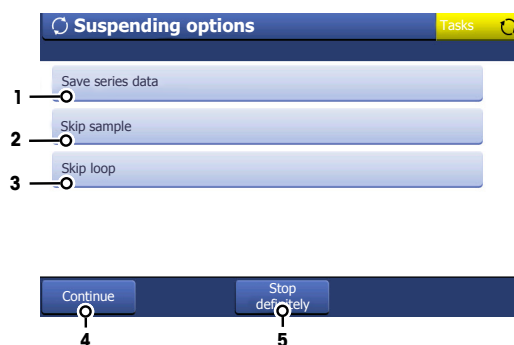 Suspending options
Tasks
Save series data
1
Skip sample
2
Skip loop
3
Continue
Stop
definitely
4
5